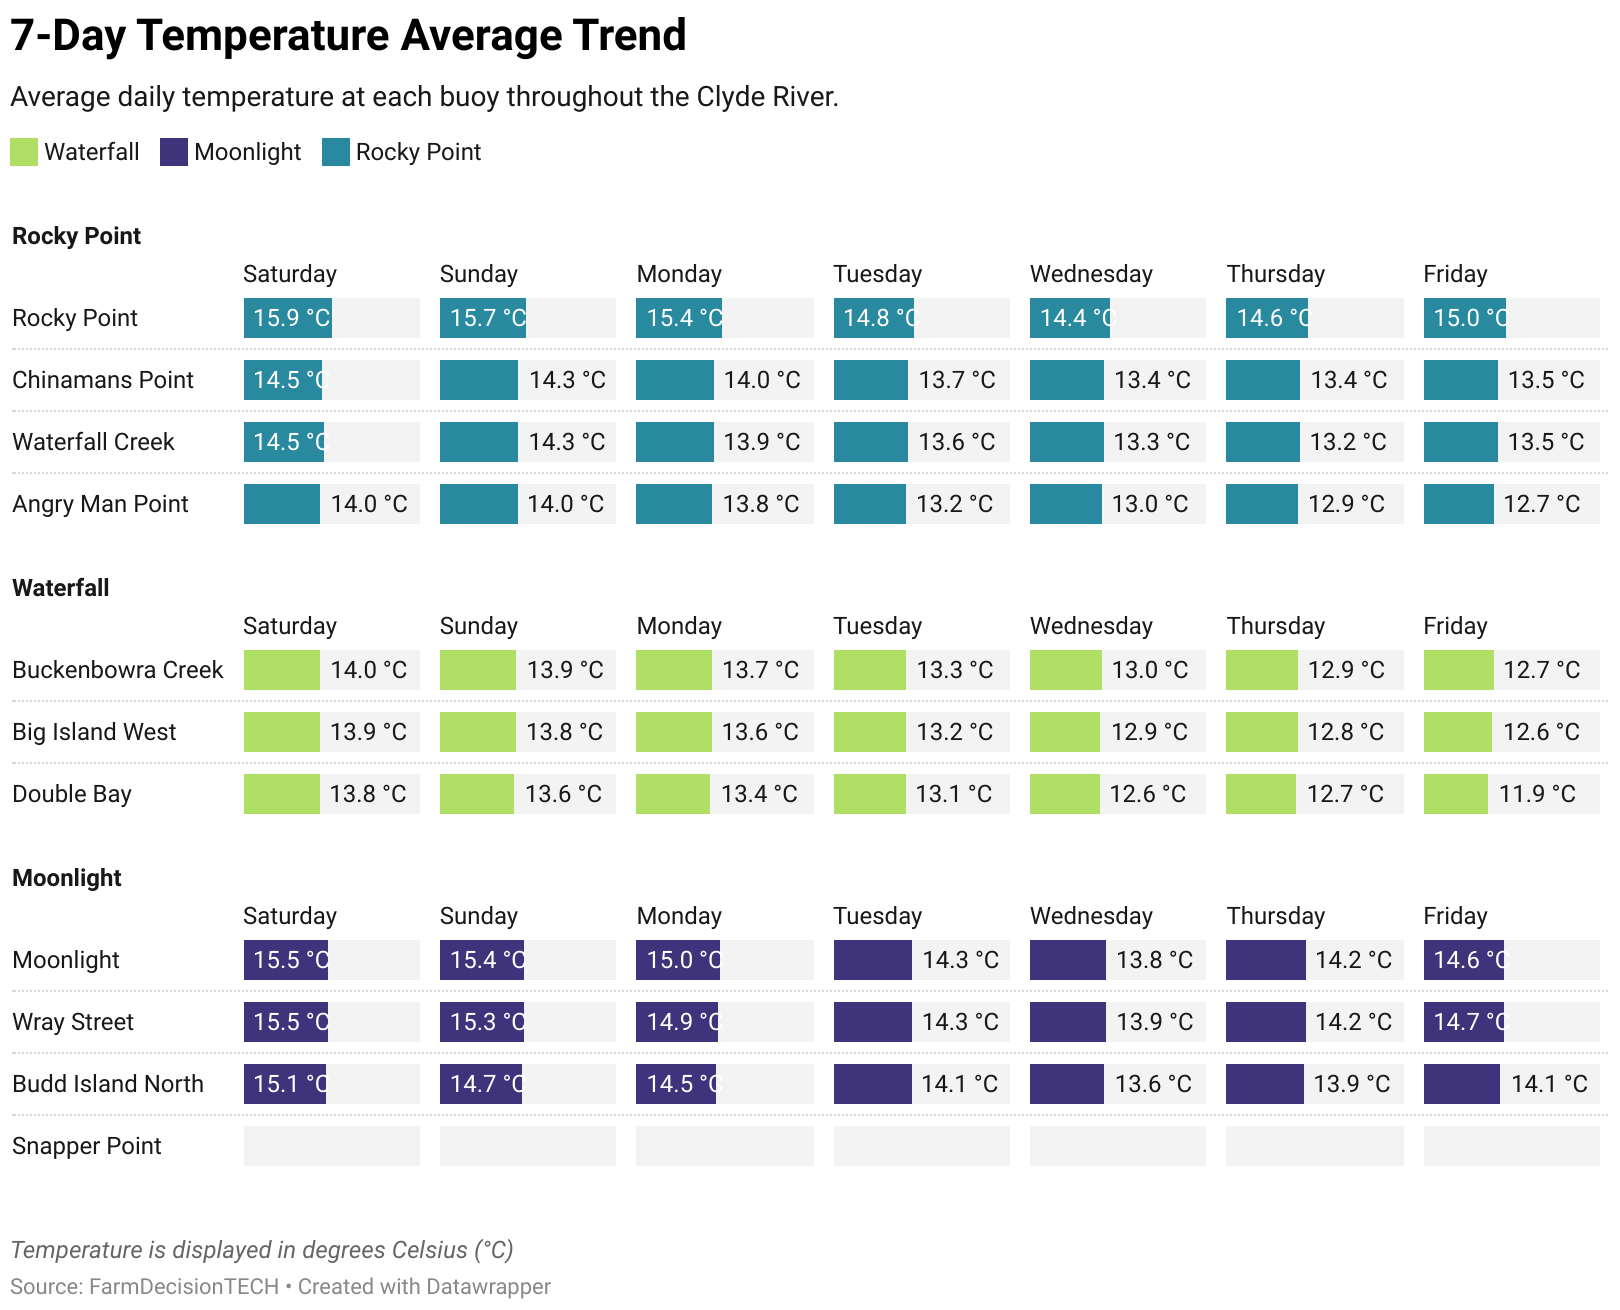 7-Day Temperature Average Trend
Average daily temperature at each buoy throughout the Clyde River.
Waterfall Moonlight Rocky Point
Rocky Point
Saturday Sunday Monday Tuesday Wednesday Thursday Friday
Rocky Point 15.9 °C 15.7 °C 15.4 °C 14.8 °C 14.4 °C 14.6 °C 15.0 °C
Chinamans Point 14.5 °C 14.3 °C 14.0 °C 13.7 °C 13.4 °C 13.4 °C 13.5 °C
Waterfall Creek 14.5 °C 14.3 °C 13.9 °C 13.6 °C 13.3 °C 13.2 °C 13.5 °C
Angry Man Point 14.0 °C 14.0 °C 13.8 °C 13.2 °C 13.0 °C 12.9 °C 12.7 °C
Waterfall
Saturday Sunday Monday Tuesday Wednesday Thursday Friday
Buckenbowra Creek 14.0 °C 13.9 °C 13.7 °C 13.3 °C 13.0 °C 12.9 °C 12.7 °C
Big Island West 13.9 °C 13.8 °C 13.6 °C 13.2 °C 12.9 °C 12.8 °C 12.6 °C
Double Bay 13.8 °C 13.6 °C 13.4 °C 13.1 °C 12.6 °C 12.7 °C 11.9 °C
Moonlight
Saturday Sunday Monday Tuesday Wednesday Thursday Friday
Moonlight 15.5 °C 15.4 °C 15.0 °C 14.3 °C 13.8 °C 14.2 °C 14.6 °C
Wray Street 15.5 °C 15.3 °C 14.9 °C 14.3 °C 13.9 °C 14.2 °C 14.7 °C
Budd Island North 15.1 °C 14.7 °C 14.5 °C 14.1 °C 13.6 °C 13.9 °C 14.1 °C
Snapper Point
Temperature is displayed in degrees Celsius (°C)
Source: FarmDecisionTECH • Created with Datawrapper